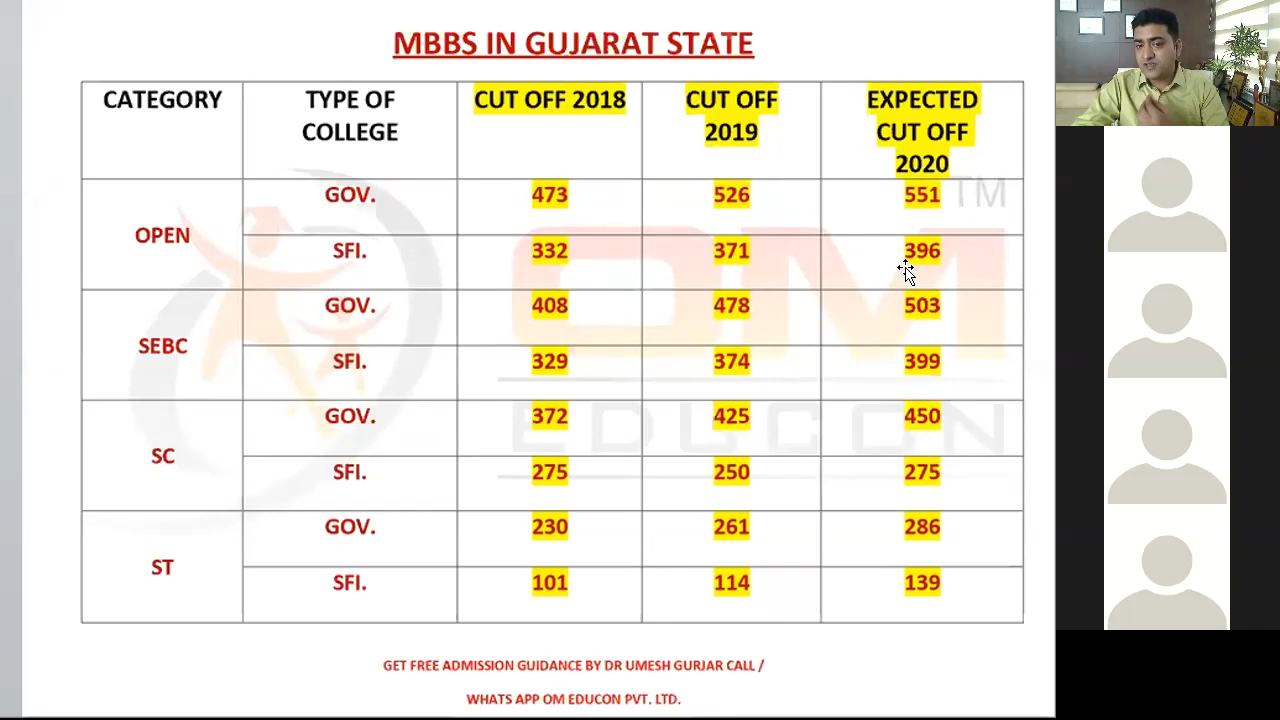 MBBS IN GUJARAT STATE
CATEGORY TYPE OF COLLEGE CUT OFF 2018 CUT OFF 2019 EXPECTED CUT OFF 2020
OPEN GOV. 473 526 551
SFI. 332 371 396
SEBC GOV. 408 478 503
SFI. 329 374 399
SC GOV. 372 425 450
SFI. 275 250 275
ST GOV. 230 261 286
SFI. 101 114 139
OM TM
EDUCON
GET FREE ADMISSION GUIDANCE BY DR UMESH GURJAR CALL /
WHATS APP OM EDUCON PVT. LTD.